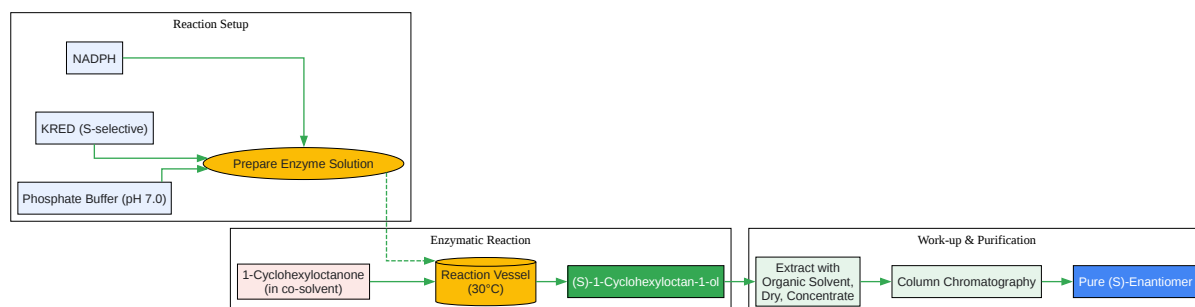 Reaction Setup
NADPH
KRED (S-selective)
Prepare Enzyme Solution
Phosphate Buffer (pH 7.0)
Enzymatic Reaction
1-Cyclohexyloctanone
(in co-solvent)
Reaction Vessel
(30°C)
(S)-1-Cyclohexyloctan-1-ol
Work-up & Purification
Extract with
Organic Solvent,
Dry, Concentrate
Column Chromatography
Pure (S)-Enantiomer